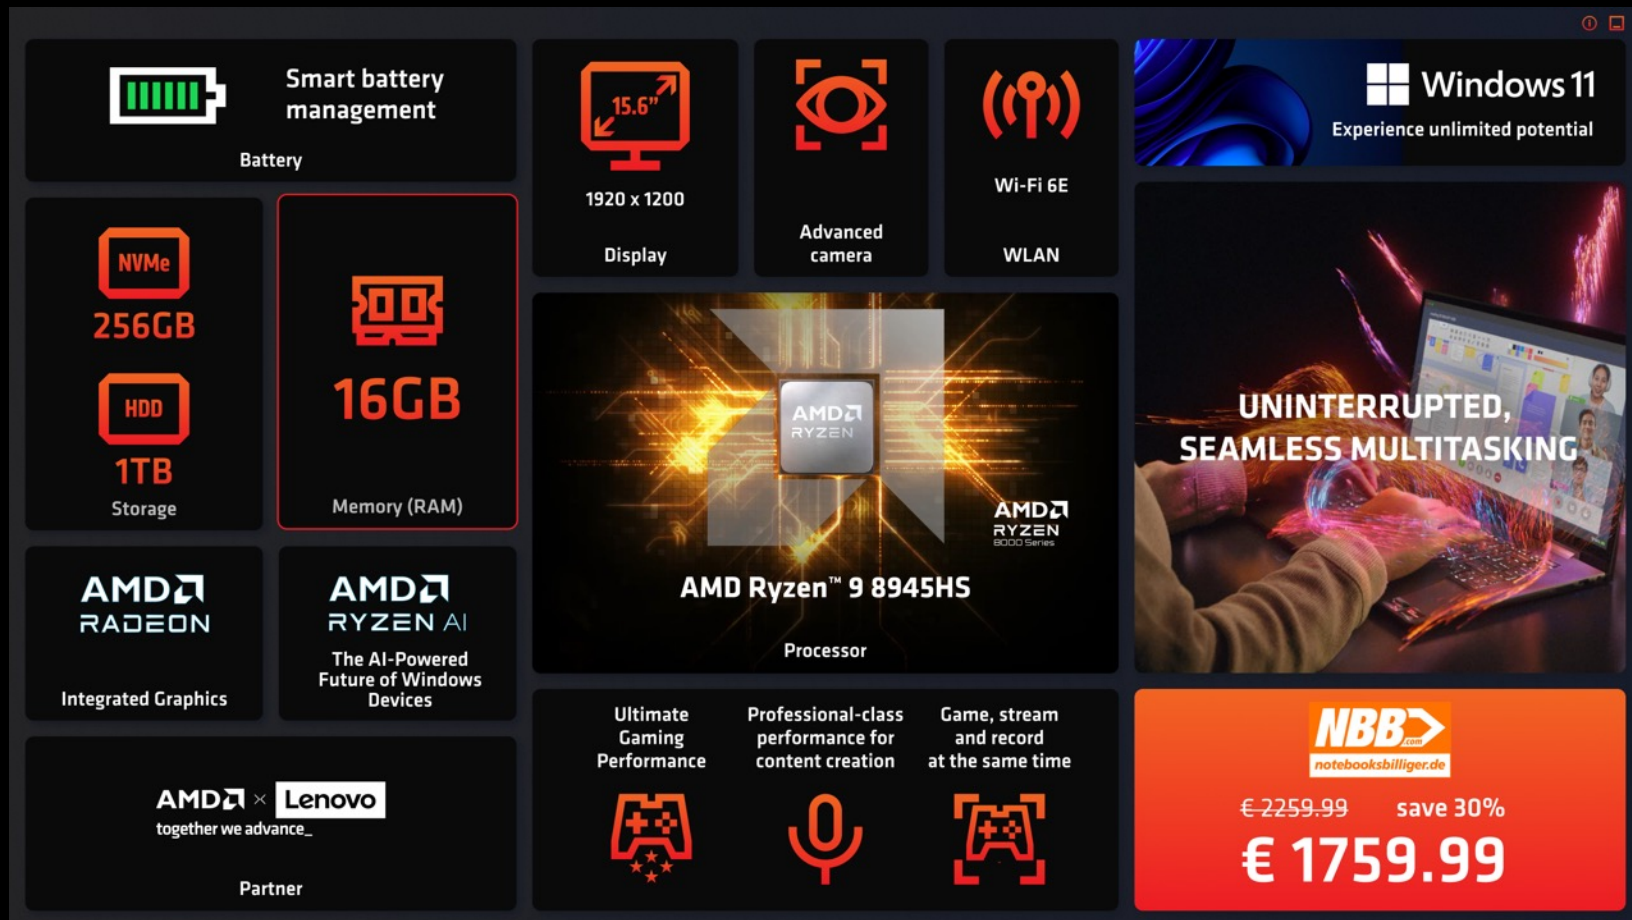 Smart battery
management
Battery
NVMe
256GB
HDD
1TB
Storage
16GB
Memory (RAM)
AMD
RADEON
Integrated Graphics
AMD
RYZEN AI
The AI-Powered
Future of Windows
Devices
AMD × Lenovo
together we advance_
Partner
15.6”
1920 x 1200
Display
Advanced
camera
Wi-Fi 6E
WLAN
AMD
RYZEN
AMD
RYZEN
8000 Series
AMD Ryzen™ 9 8945HS
Processor
Ultimate
Gaming
Performance
Professional-class
performance for
content creation
Game, stream
and record
at the same time
Windows 11
Experience unlimited potential
UNINTERRUPTED,
SEAMLESS MULTITASKING
NBB
.com
notebooksbilliger.de
€ 2259.99 save 30%
€ 1759.99